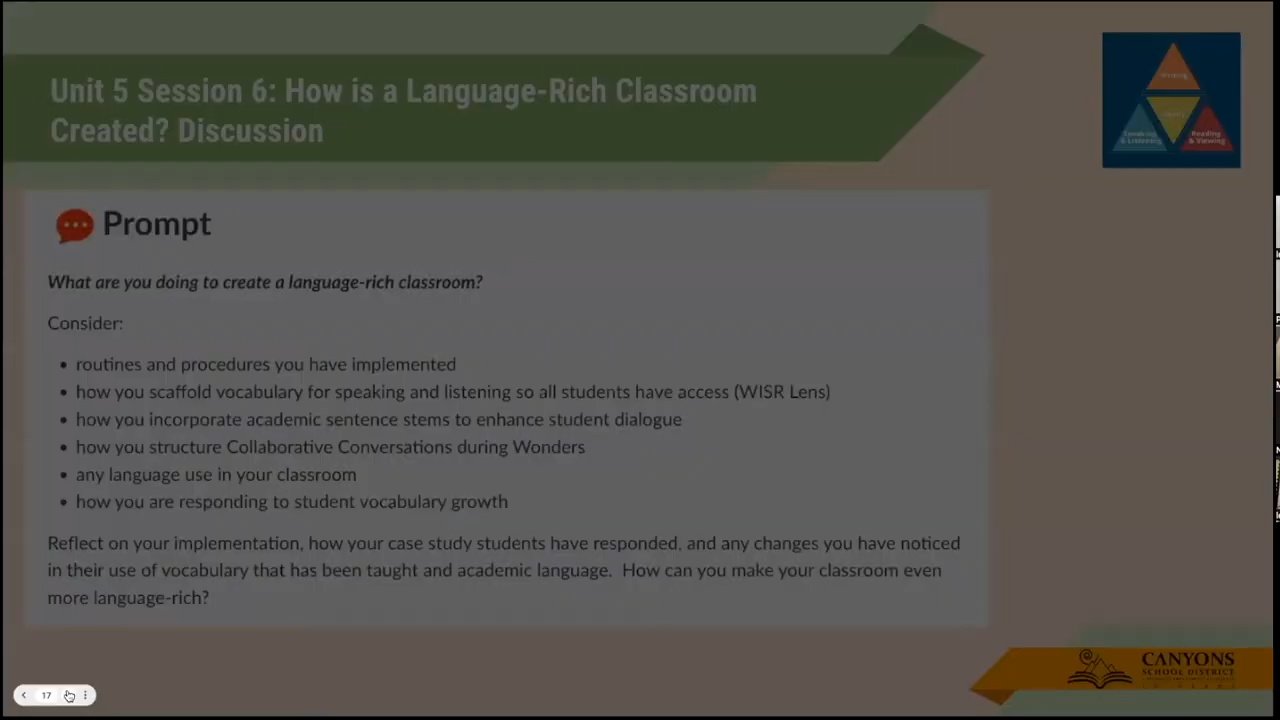 Unit 5 Session 6: How is a Language-Rich Classroom
Created? Discussion
Writing
Speaking
& Listening
Reading
& Viewing
Prompt
What are you doing to create a language-rich classroom?
Consider:
• routines and procedures you have implemented
• how you scaffold vocabulary for speaking and listening so all students have access (WISR Lens)
• how you incorporate academic sentence stems to enhance student dialogue
• how you structure Collaborative Conversations during Wonders
• any language use in your classroom
• how you are responding to student vocabulary growth
Reflect on your implementation, how your case study students have responded, and any changes you have noticed
in their use of vocabulary that has been taught and academic language. How can you make your classroom even
more language-rich?
CANYONS
SCHOOL DISTRICT
17